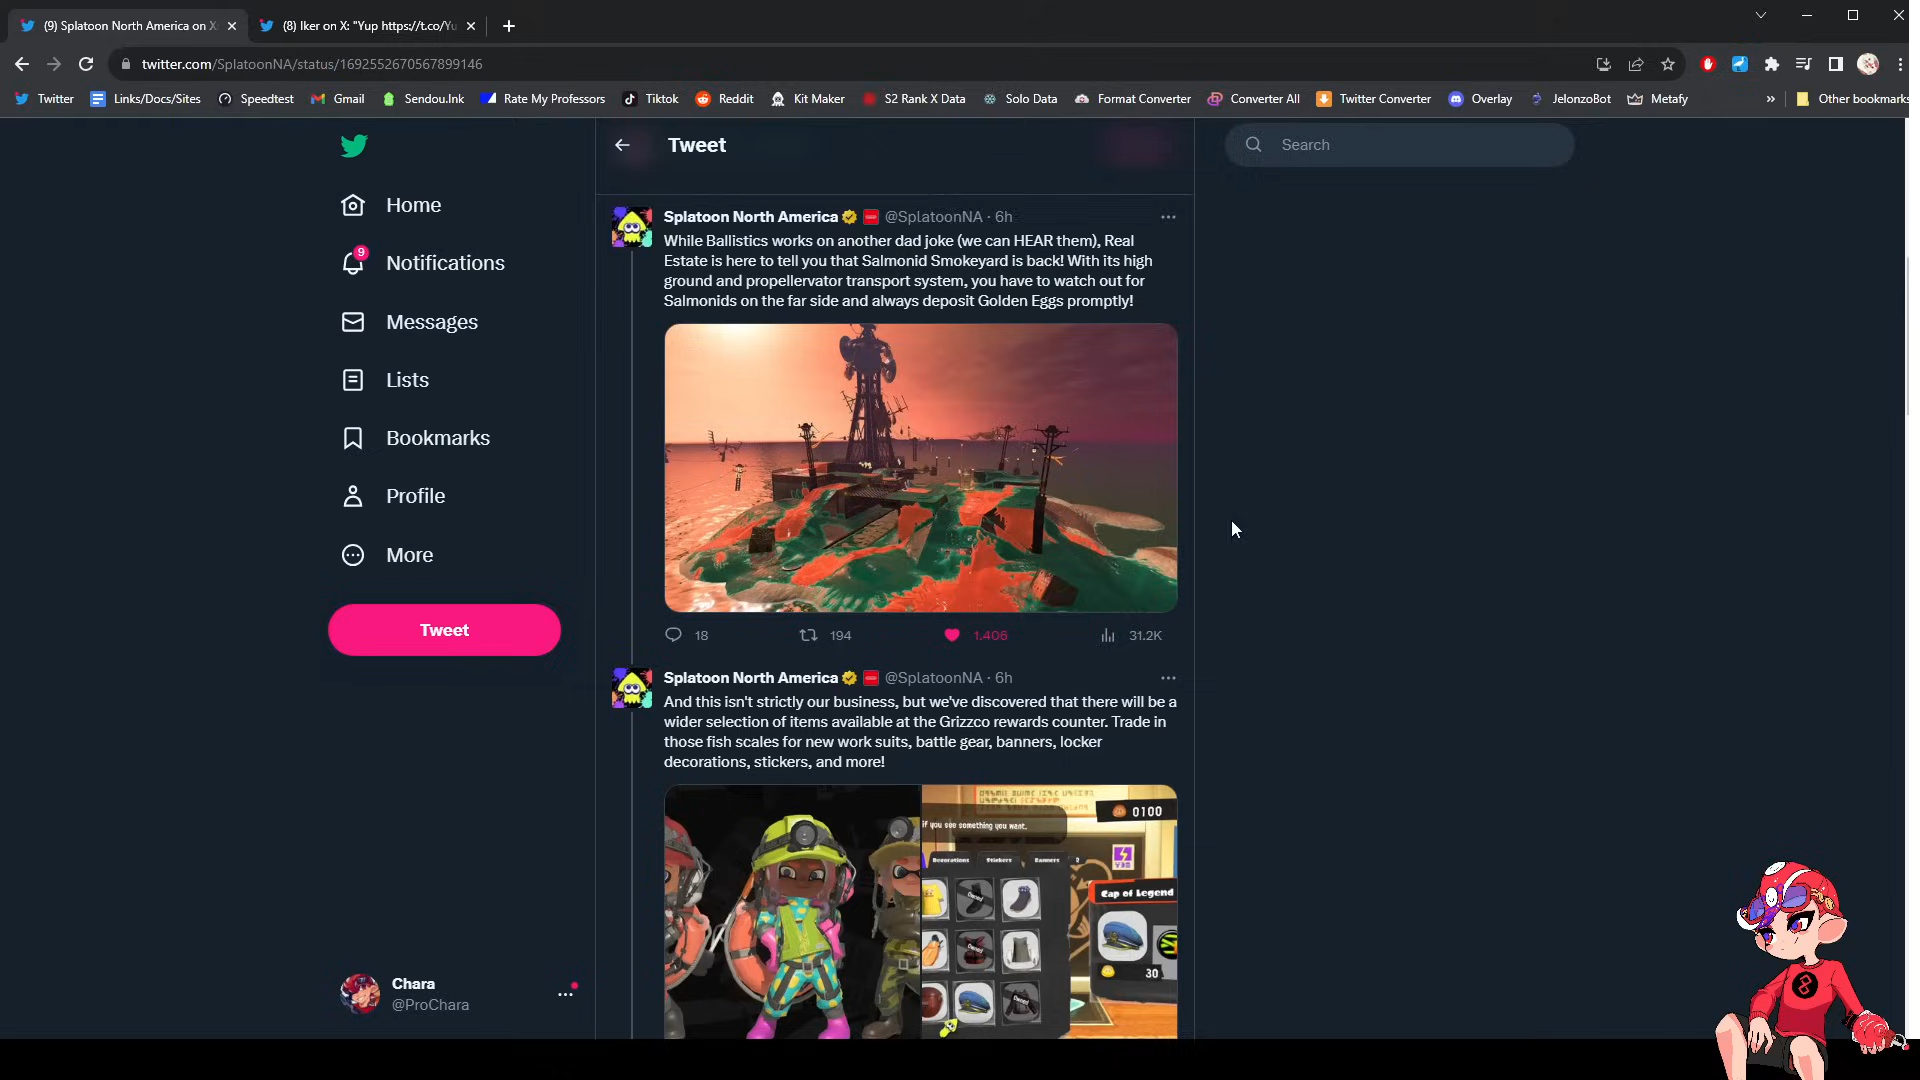 (9) Splatoon North America on X
(8) Iker on X: "Yup https://t.co/Yu
twitter.com/SplatoonNA/status/1692552670567899146
Twitter
Links/Docs/Sites
Speedtest
Gmail
Sendou.Ink
Rate My Professors
Tiktok
Reddit
Kit Maker
S2 Rank X Data
Solo Data
Format Converter
Converter All
Twitter Converter
Overlay
JelonzoBot
Metafy
»
Other bookmarks
Tweet
Search
Home
9
Notifications
Messages
Lists
Bookmarks
Profile
More
Tweet
Chara
@ProChara
Splatoon North America @SplatoonNA · 6h
While Ballistics works on another dad joke (we can HEAR them), Real
Estate is here to tell you that Salmonid Smokeyard is back! With its high
ground and propellervator transport system, you have to watch out for
Salmonids on the far side and always deposit Golden Eggs promptly!
18
194
1.406
31.2K
Splatoon North America @SplatoonNA · 6h
And this isn't strictly our business, but we've discovered that there will be a
wider selection of items available at the Grizzco rewards counter. Trade in
those fish scales for new work suits, battle gear, banners, locker
decorations, stickers, and more!
0100
if you see something you want.
Decorations Stickers Banners
Cap of Legend
Owned
Owned
Owned
30